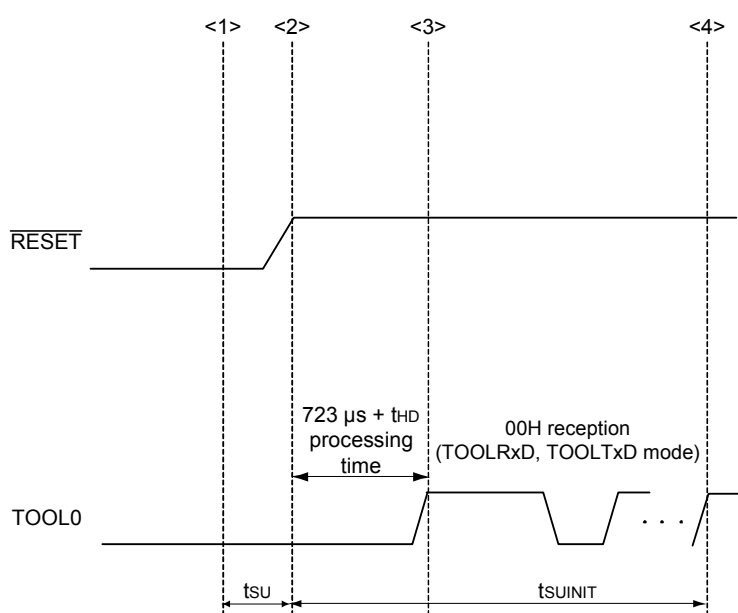 <1> <2> <3> <4>
RESET
723 µs + tHD
processing
time
00H reception
(TOOLRxD, TOOLTxD mode)
TOOL0
. . .
tSU tSUINIT